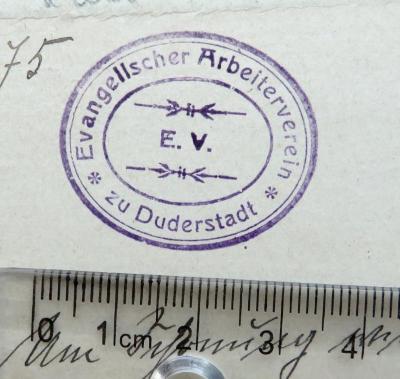 75
Evangelischer Arbeiterverein
E. V.
zu Duderstadt
0 1 cm 2 3 4